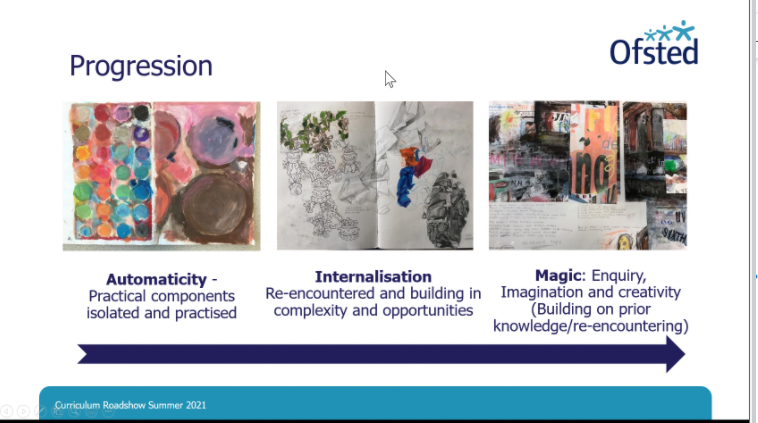 Ofsted
Progression
Automaticity -
Practical components
isolated and practised
Internalisation
Re-encountered and building in
complexity and opportunities
Magic: Enquiry,
Imagination and creativity
(Building on prior
knowledge/re-encountering)
Curriculum Roadshow Summer 2021